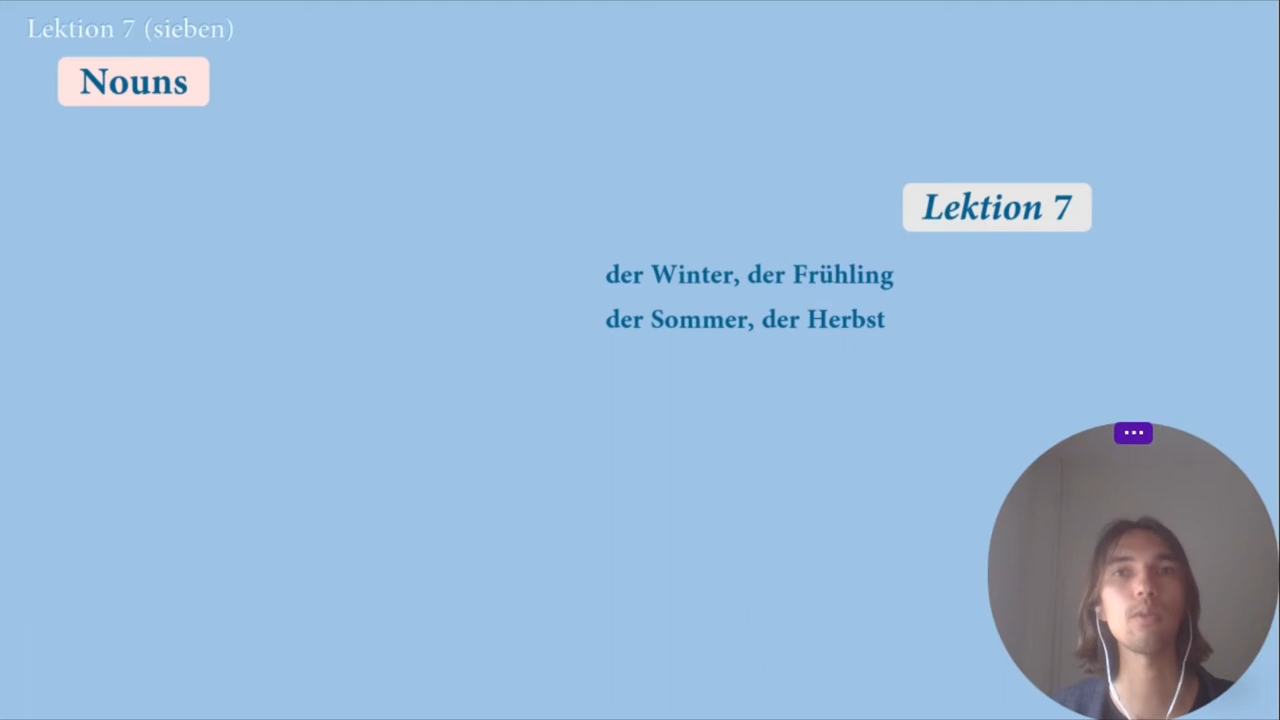 Lektion 7 (sieben)
Nouns
Lektion 7
der Winter, der Frühling
der Sommer, der Herbst